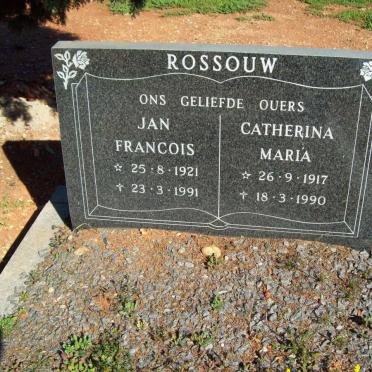 ROSSOUW
ONS GELIEFDE OUERS
JAN
FRANCOIS
☆ 25·8·1921
✝ 23·3·1991
CATHERINA
MARIA
☆ 26·9·1917
✝ 18·3·1990